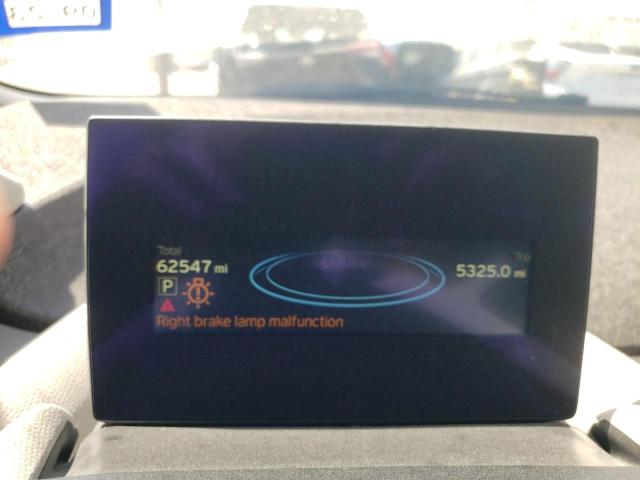 Total
62547 mi
Trip
5325.0 mi
P
Right brake lamp malfunction